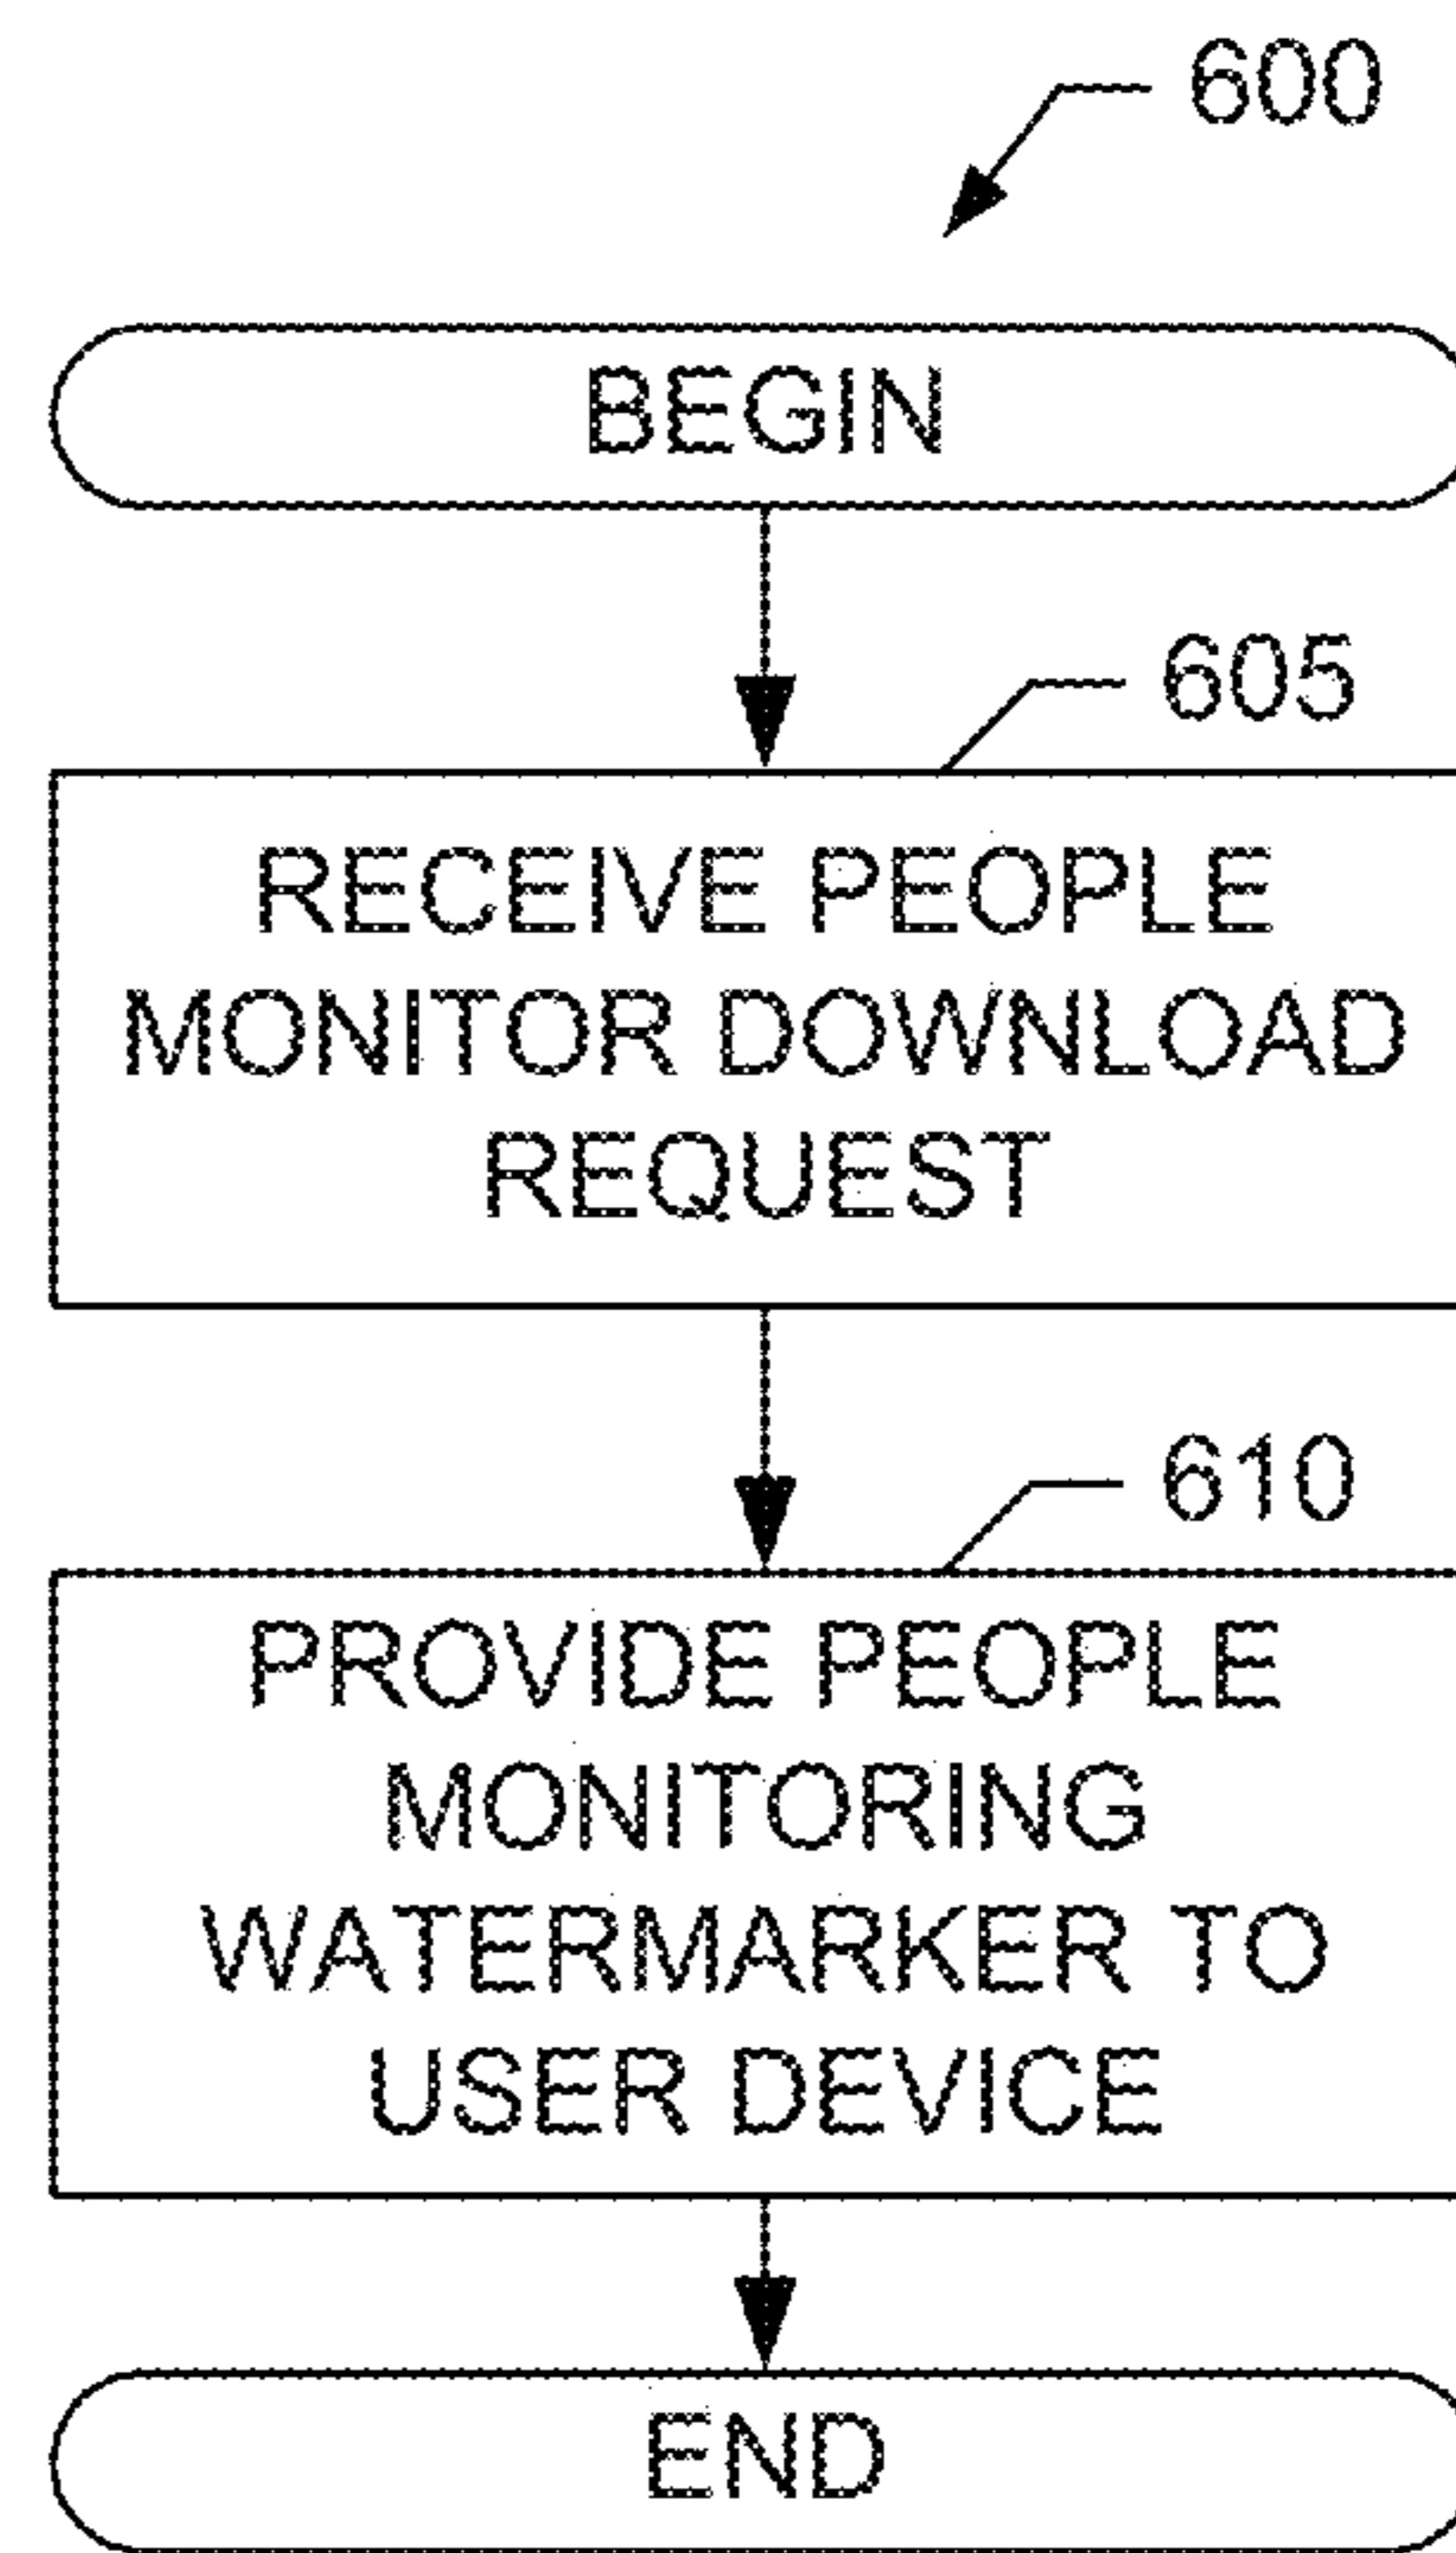 600
BEGIN
605
RECEIVE PEOPLE
MONITOR DOWNLOAD
REQUEST
610
PROVIDE PEOPLE
MONITORING
WATERMARKER TO
USER DEVICE
END